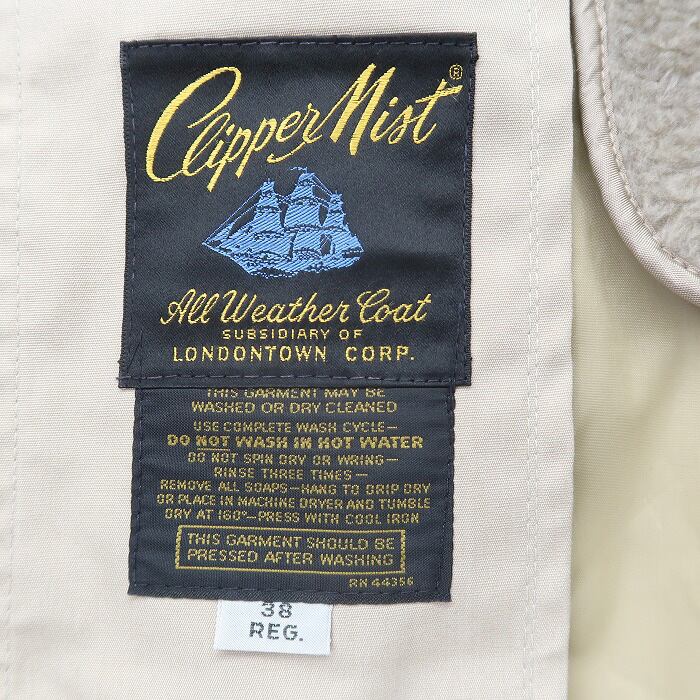 Clipper Mist®
All Weather Coat
SUBSIDIARY OF
LONDONTOWN CORP.
THIS GARMENT MAY BE
WASHED OR DRY CLEANED
USE COMPLETE WASH CYCLE—
DO NOT WASH IN HOT WATER
DO NOT SPIN DRY OR WRING—
RINSE THREE TIMES—
REMOVE ALL SOAPS—HANG TO DRIP DRY
OR PLACE IN MACHINE DRYER AND TUMBLE
DRY AT 160°—PRESS WITH COOL IRON
THIS GARMENT SHOULD BE
PRESSED AFTER WASHING
RN 44356
38
REG.